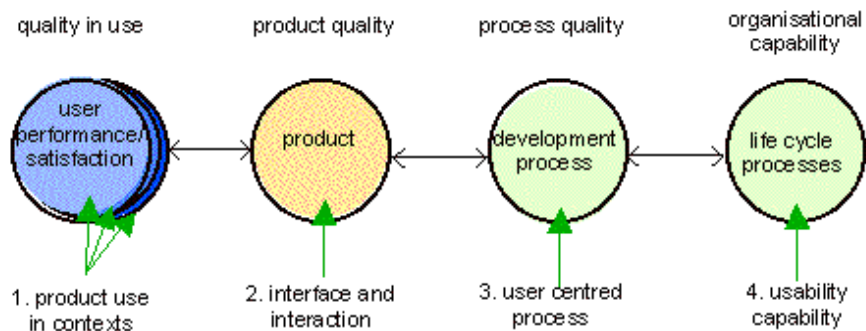 quality in use
product quality
process quality
organisational
capability
user
performance/
satisfaction
product
development
process
life cycle
processes
1. product use
in contexts
2. interface and
interaction
3. user centred
process
4. usability
capability